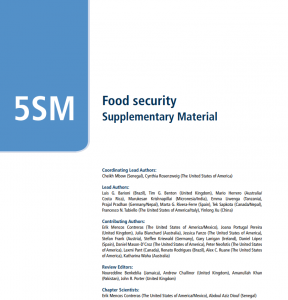 5SM
Food security
Supplementary Material
Coordinating Lead Authors:
Cheikh Mbow (Senegal), Cynthia Rosenzweig (The United States of America)
Lead Authors:
Luis G. Barioni (Brazil), Tim G. Benton (United Kingdom), Mario Herrero (Australia/
Costa Rica), Murukesan Krishnapillai (Micronesia/India), Emma Liwenga (Tanzania),
Prajal Pradhan (Germany/Nepal), Marta G. Rivera-Ferre (Spain), Tek Sapkota (Canada/Nepal),
Francesco N. Tubiello (The United States of America/Italy), Yinlong Xu (China)
Contributing Authors:
Erik Mencos Contreras (The United States of America/Mexico), Joana Portugal Pereira
(United Kingdom), Julia Blanchard (Australia), Jessica Fanzo (The United States of America),
Stefan Frank (Austria), Steffen Kriewald (Germany), Gary Lanigan (Ireland), Daniel López
(Spain), Daniel Mason-D'Croz (The United States of America), Peter Neofotis (The United States of
America), Laxmi Pant (Canada), Renato Rodrigues (Brazil), Alex C. Ruane (The United States of
America), Katharina Waha (Australia)
Review Editors:
Noureddine Benkeblia (Jamaica), Andrew Challinor (United Kingdom), Amanullah Khan
(Pakistan), John R. Porter (United Kingdom)
Chapter Scientists:
Erik Mencos Contreras (The United States of America/Mexico), Abdoul Aziz Diouf (Senegal)